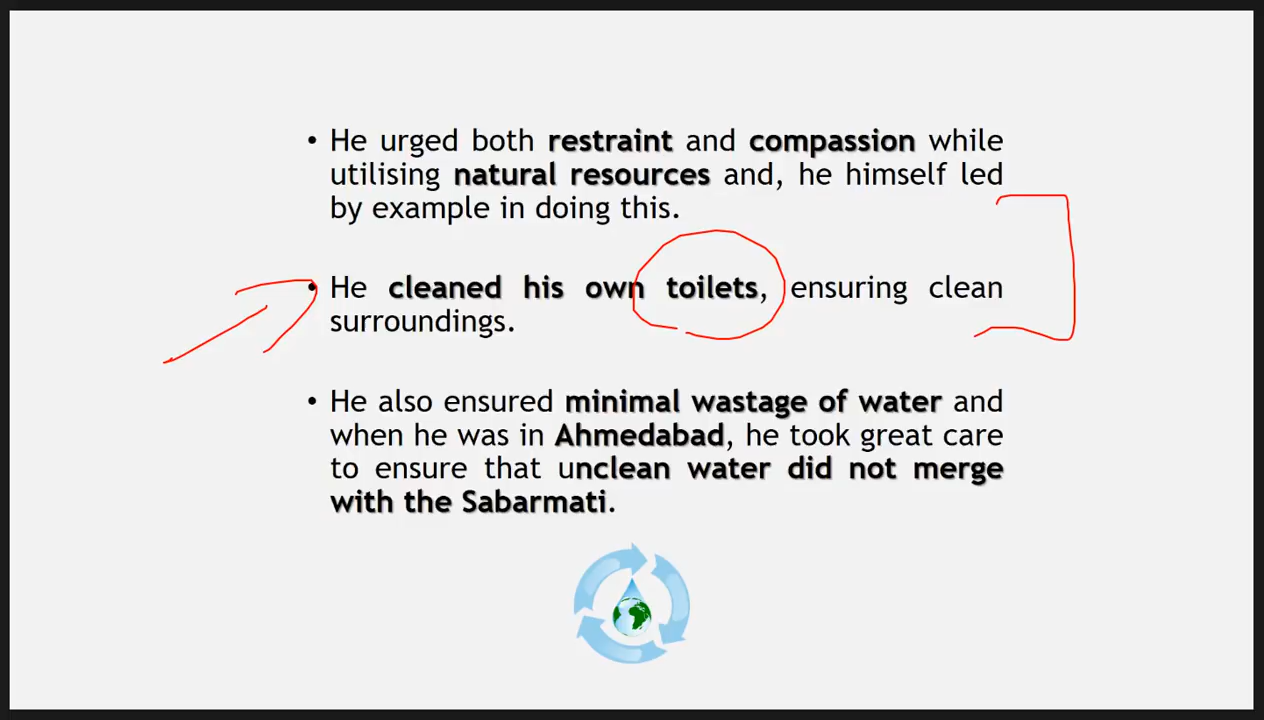 • He urged both restraint and compassion while
utilising natural resources and, he himself led
by example in doing this.
• He cleaned his own toilets, ensuring clean
surroundings.
• He also ensured minimal wastage of water and
when he was in Ahmedabad, he took great care
to ensure that unclean water did not merge
with the Sabarmati.